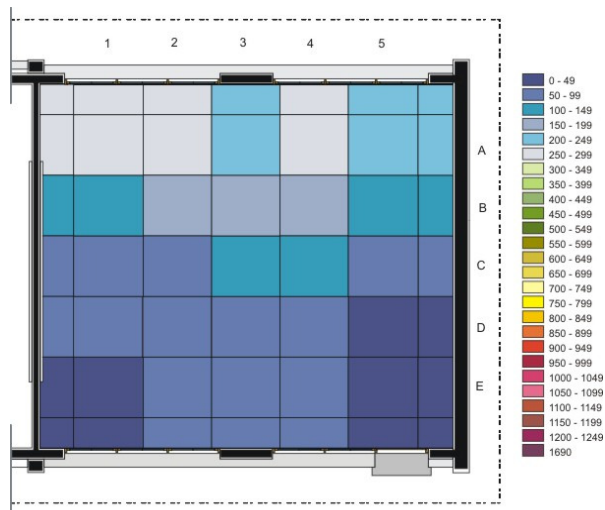 1 2 3 4 5
A
B
C
D
E
0 - 49
50 - 99
100 - 149
150 - 199
200 - 249
250 - 299
300 - 349
350 - 399
400 - 449
450 - 499
500 - 549
550 - 599
600 - 649
650 - 699
700 - 749
750 - 799
800 - 849
850 - 899
900 - 949
950 - 999
1000 - 1049
1050 - 1099
1100 - 1149
1150 - 1199
1200 - 1249
1690